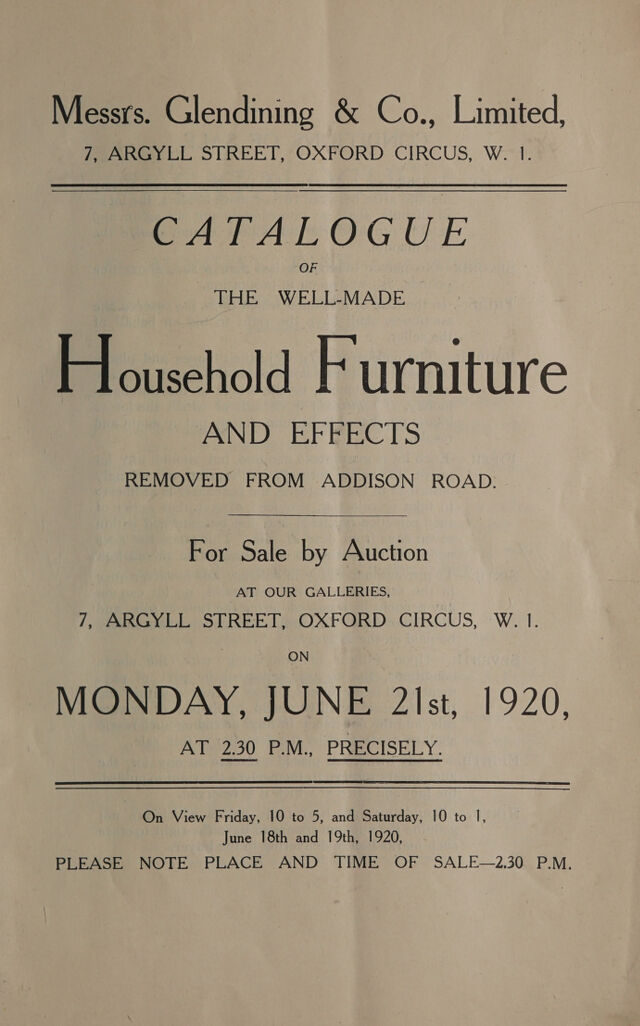 Messrs. Glendining & Co., Limited,
7, ARGYLL STREET, OXFORD CIRCUS, W. 1.
CATALOGUE
OF
THE WELL-MADE
Household Furniture
AND EFFECTS
REMOVED FROM ADDISON ROAD.
For Sale by Auction
AT OUR GALLERIES,
7, ARGYLL STREET, OXFORD CIRCUS, W. 1.
ON
MONDAY, JUNE 21st, 1920,
AT 2.30 P.M., PRECISELY.
On View Friday, 10 to 5, and Saturday, 10 to 1,
June 18th and 19th, 1920,
PLEASE NOTE PLACE AND TIME OF SALE—2.30 P.M.